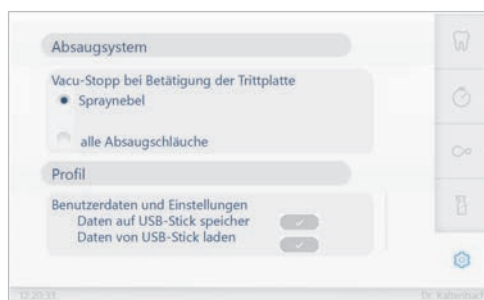 Absaugsystem
Vacu-Stopp bei Betätigung der Trittplatte
Spraynebel
alle Absaugschläuche
Profil
Benutzerdaten und Einstellungen
Daten auf USB-Stick speicher
Daten von USB-Stick laden
12:20:31
Dr. Kaltenbach